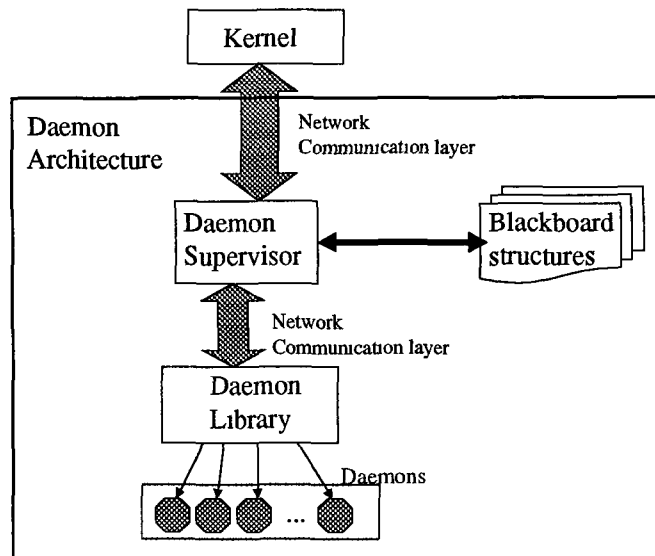 Kernel
Daemon
Architecture
Network
Communication layer
Daemon
Supervisor
Blackboard
structures
Network
Communication layer
Daemon
Library
Daemons
...